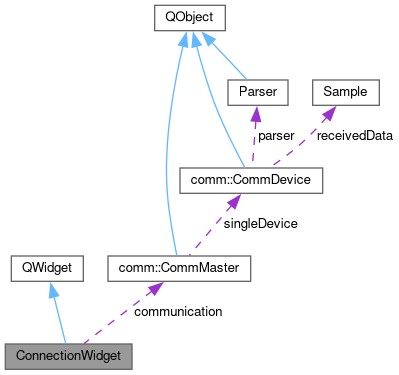 QObject
Parser
Sample
parser
receivedData
comm::CommDevice
singleDevice
QWidget
comm::CommMaster
communication
ConnectionWidget